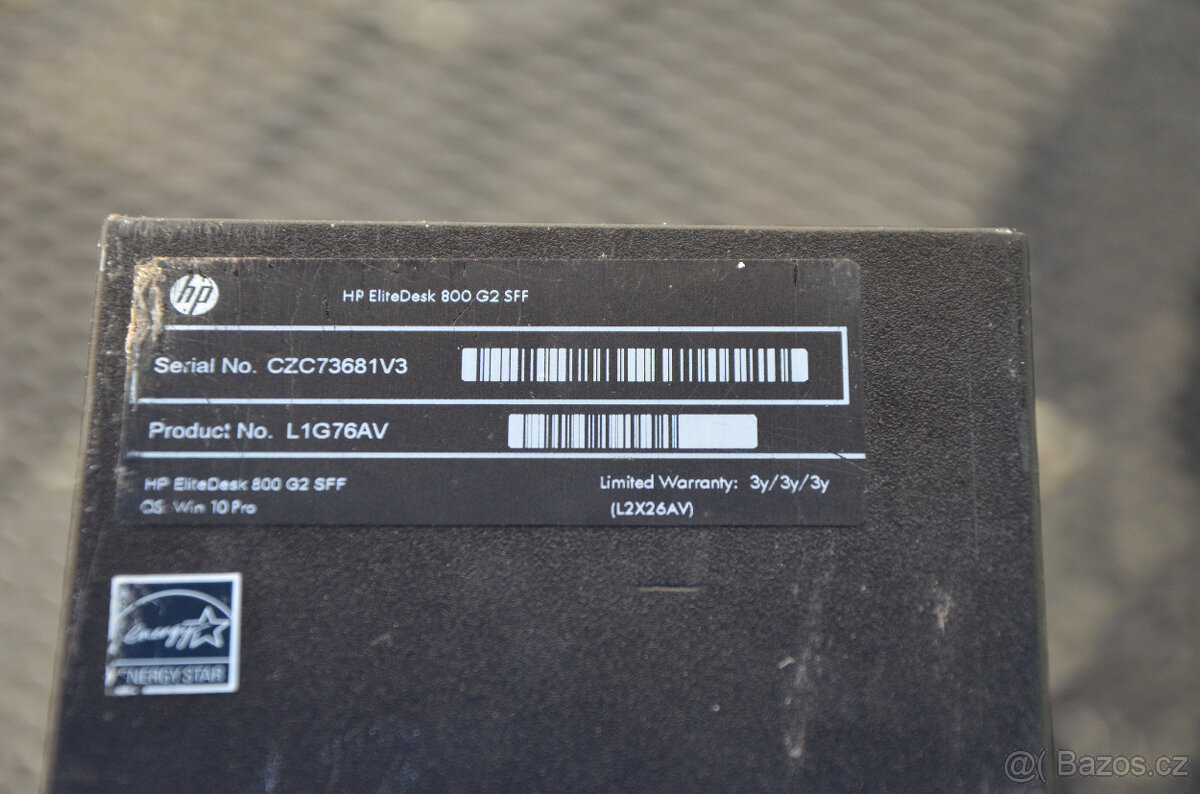 hp
HP EliteDesk 800 G2 SFF
Serial No. CZC73681V3
Product No. L1G76AV
HP EliteDesk 800 G2 SFF
Limited Warranty: 3y/3y/3y
OS: Win 10 Pro
(L2X26AV)
energy
ENERGY STAR
@( Bazos.cz